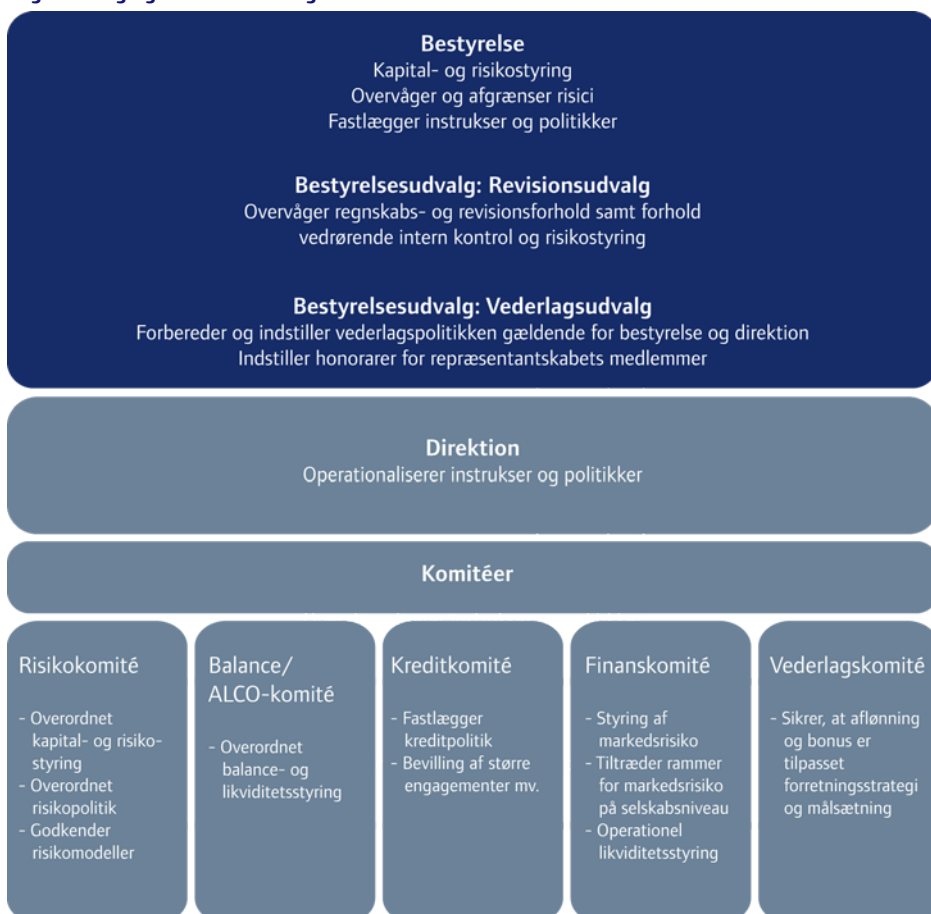 Bestyrelse
Kapital- og risikostyring
Overvåger og afgrænser risici
Fastlægger instrukser og politikker
Bestyrelsesudvalg: Revisionsudvalg
Overvåger regnskabs- og revisionsforhold samt forhold
vedrørende intern kontrol og risikostyring
Bestyrelsesudvalg: Vederlagsudvalg
Forbereder og indstiller vederlagspolitikken gældende for bestyrelse og direktion
Indstiller honorarer for repræsentantskabets medlemmer
Direktion
Operationaliserer instrukser og politikker
Komitéer
Risikokomité
- Overordnet
kapital- og risiko-
styring
- Overordnet
risikopolitik
- Godkender
risikomodeller
Balance/
ALCO-komité
- Overordnet
balance- og
likviditetsstyring
Kreditkomité
- Fastlægger
kreditpolitik
- Bevilling af større
engagementer mv.
Finanskomité
- Styring af
markedsrisiko
- Tiltræder rammer
for markedsrisiko
på selskabsniveau
- Operationel
likviditetsstyring
Vederlagskomité
- Sikrer, at aflønning
og bonus er
tilpasset
forretningsstrategi
og målsætning